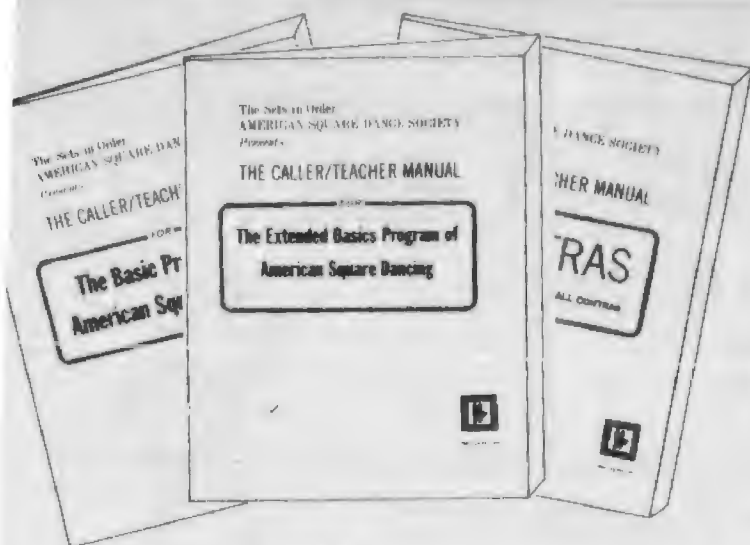 The Sets in Order
AMERICAN SQUARE DAN
Presents
THE CALLER/TEACH
FOR
The Basic Pr
American Squ
The Sets in Order
AMERICAN SQUARE DANCE SOCIETY
Presents
THE CALLER/TEACHER MANUAL
FOR
The Extended Basics Program of
American Square Dancing
E DANCE SOCIETY
CHER MANUAL
TRAS
ALL CONTRAS